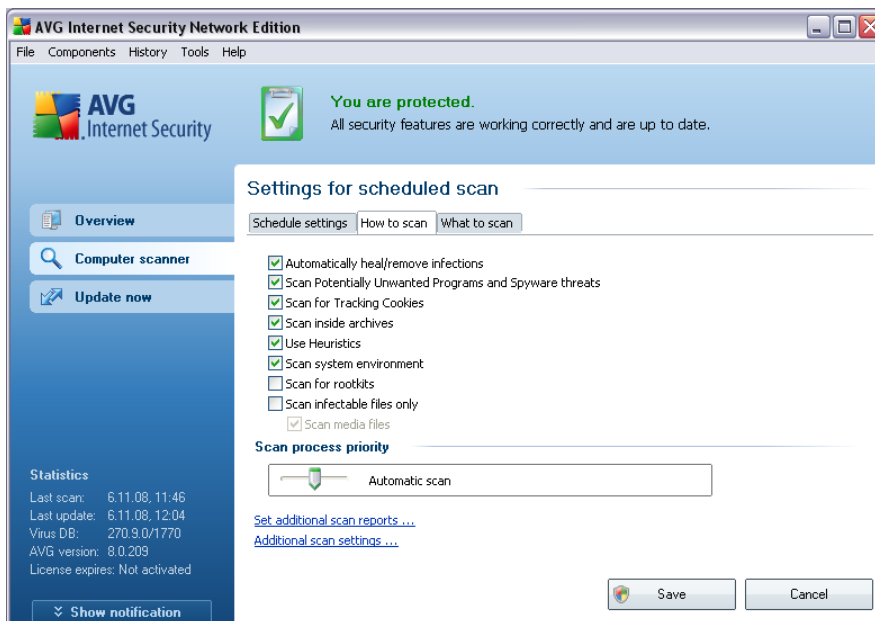 AVG Internet Security Network Edition
File Components History Tools Help
AVG
Internet Security
You are protected.
All security features are working correctly and are up to date.
Overview
Computer scanner
Update now
Settings for scheduled scan
Schedule settings How to scan What to scan
Automatically heal/remove infections
Scan Potentially Unwanted Programs and Spyware threats
Scan for Tracking Cookies
Scan inside archives
Use Heuristics
Scan system environment
Scan for rootkits
Scan infectable files only
Scan media files
Scan process priority
Automatic scan
Set additional scan reports ...
Additional scan settings ...
Statistics
Last scan: 6.11.08, 11:46
Last update: 6.11.08, 12:04
Virus DB: 270.9.0/1770
AVG version: 8.0.209
License expires: Not activated
Show notification
Save Cancel